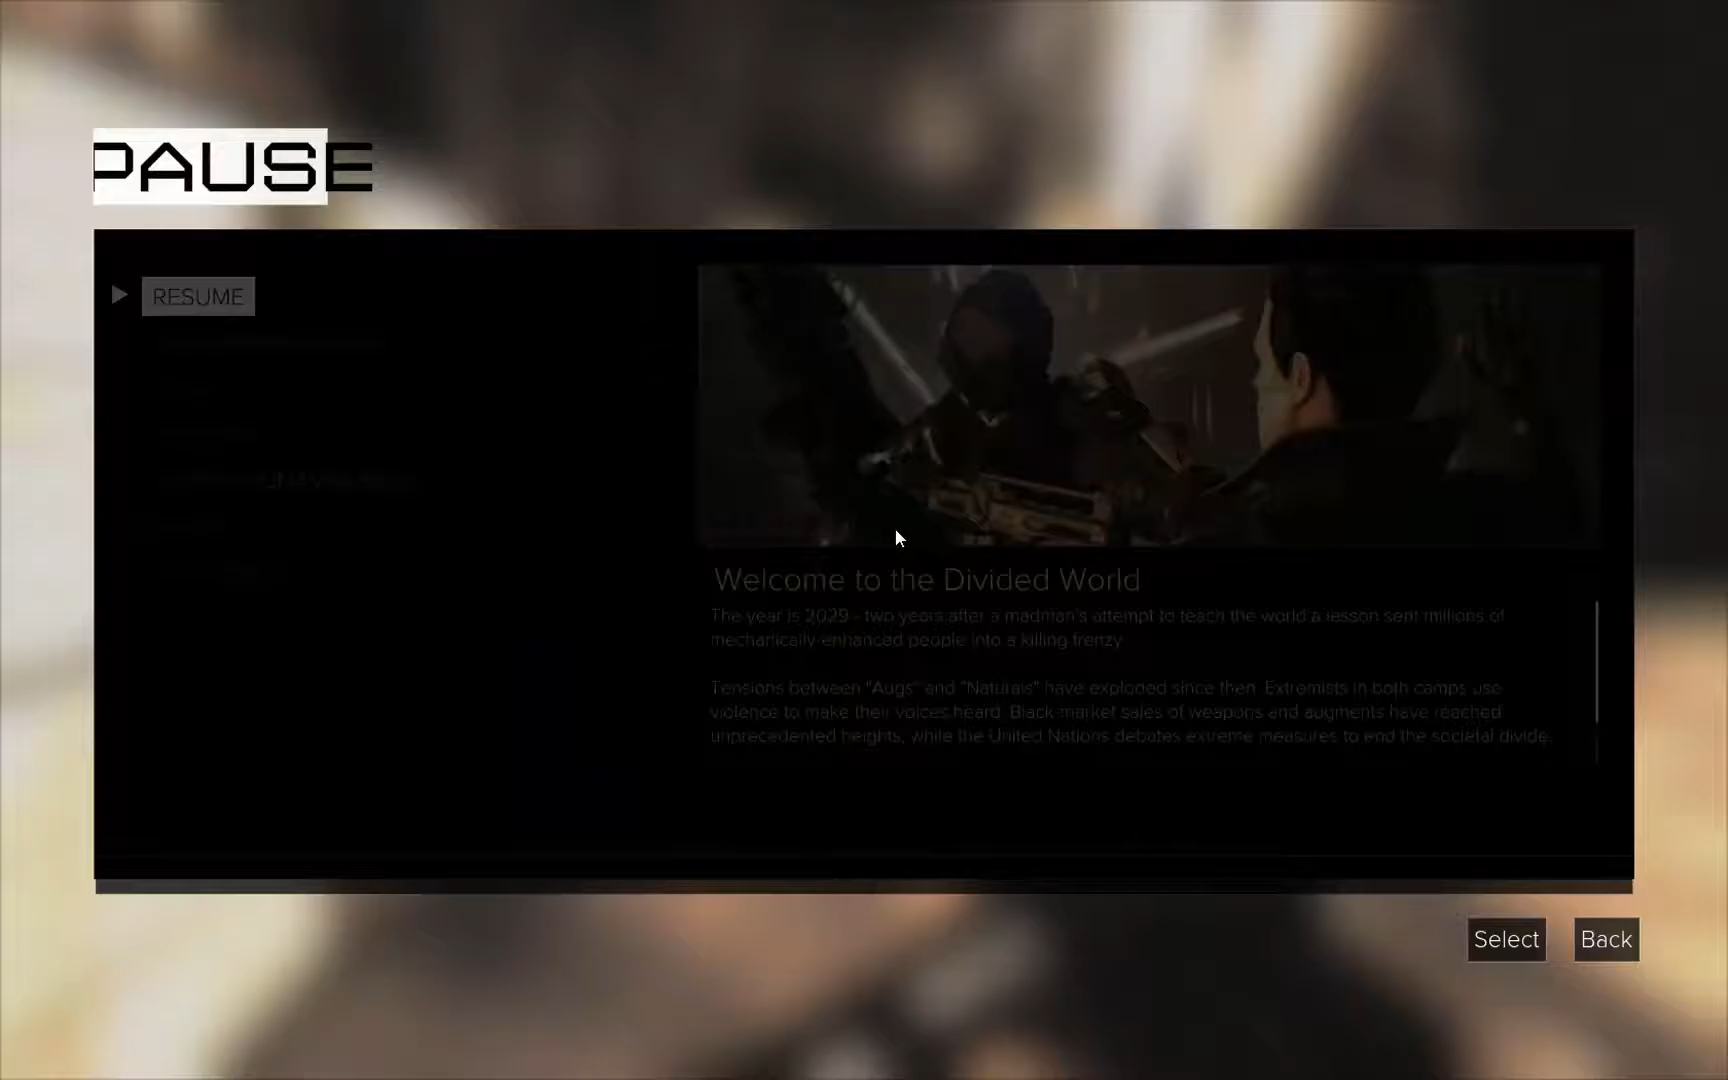 PAUSE
RESUME
Welcome to the Divided World
The year is 2029 - two years after a madman's attempt to teach the world a lesson sent millions of
mechanically-enhanced people into a killing frenzy.
Tensions between "Augs" and "Naturals" have exploded since then. Extremists in both camps use
violence to make their voices heard. Black market sales of weapons and augments have reached
unprecedented heights, while the United Nations debates extreme measures to end the societal divide.
Select
Back